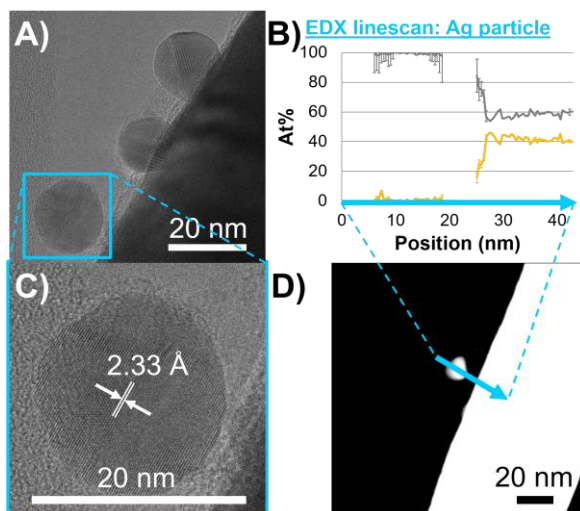 A)
20 nm
B) EDX linescan: Ag particle
At%
100
80
60
40
20
0
0 10 20 30 40
Position (nm)
C)
2.33 Å
20 nm
D)
20 nm